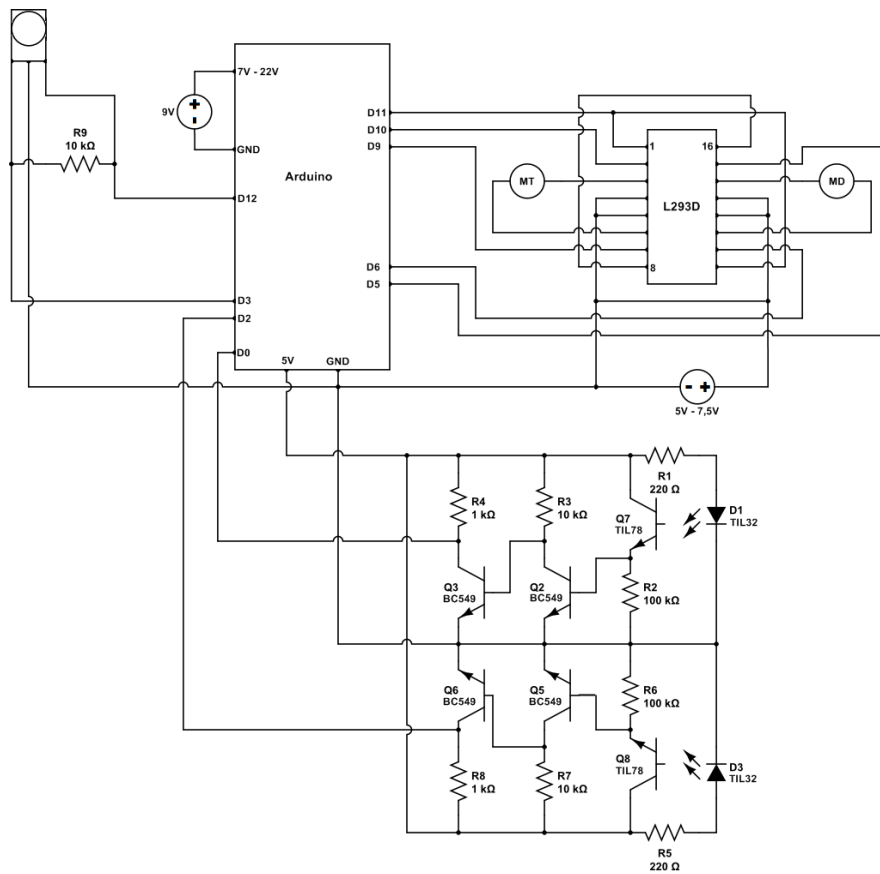 7V - 22V
9V
GND
Arduino
D11
D10
D9
D12
D6
D5
D3
D2
D0
5V
GND
R9
10 kΩ
MT
1
16
L293D
8
MD
5V - 7,5V
R4
1 kΩ
R3
10 kΩ
Q7
TIL78
R1
220 Ω
D1
TIL32
Q3
BC549
Q2
BC549
R2
100 kΩ
Q6
BC549
Q5
BC549
R6
100 kΩ
R8
1 kΩ
R7
10 kΩ
Q8
TIL78
D3
TIL32
R5
220 Ω